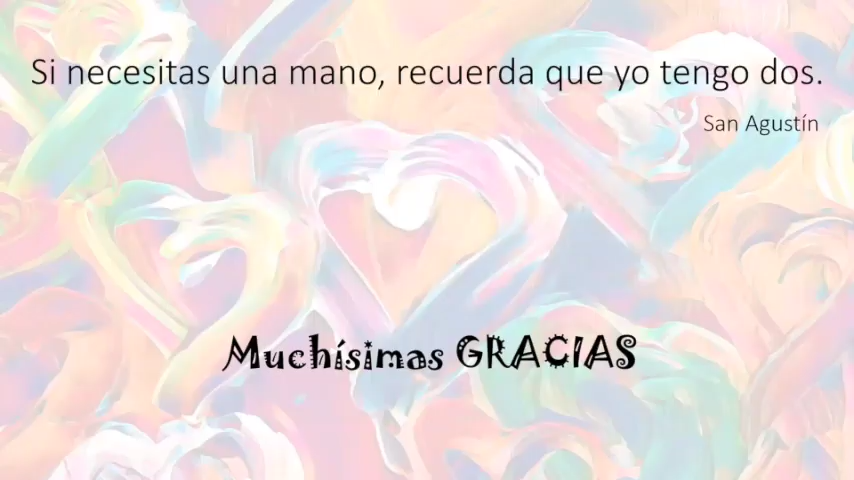 Si necesitas una mano, recuerda que yo tengo dos.
San Agustín
Muchísimas GRACIAS